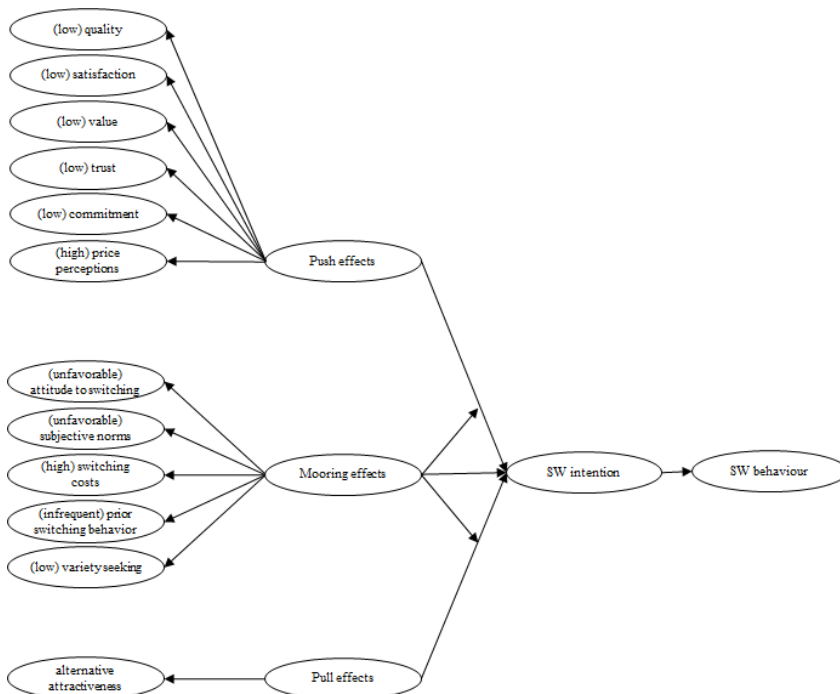 (low) quality
(low) satisfaction
(low) value
(low) trust
(low) commitment
(high) price
perceptions
Push effects
(unfavorable)
attitude to switching
(unfavorable)
subjective norms
(high) switching
costs
(infrequent) prior
switching behavior
(low) variety seeking
Mooring effects
SW intention
SW behaviour
alternative
attractiveness
Pull effects